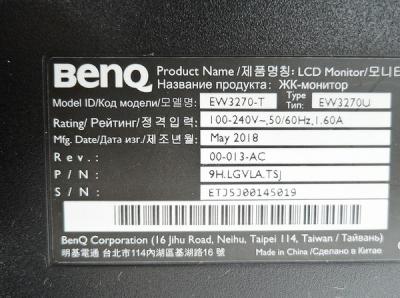 BenQ
Product Name /제품명칭: LCD Monitor/모니터
Название продукта: ЖК-монитор
Model ID/Код модели/모델명: EW3270-T Type Тип: EW3270U
Rating/ Рейтинг/정격 입력: 100-240V~,50/60Hz,1.60A
Mfg. Date/Дата изг./제조년월: May 2018
Rev.: 00-013-AC
P / N : 9H.LGVLA.TSJ
S / N : ETJ5J00145019
BenQ Corporation (16 Jihu Road, Neihu, Taipei 114, Taiwan / Тайвань)
明基電通 台北市114內湖區基湖路16號 Made in China /Сделано в Китае